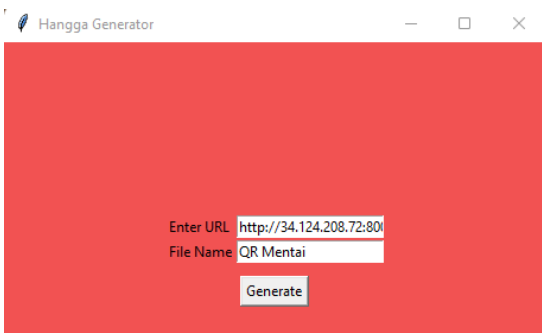 Hangga Generator
Enter URL http://34.124.208.72:80
File Name QR Mentai
Generate